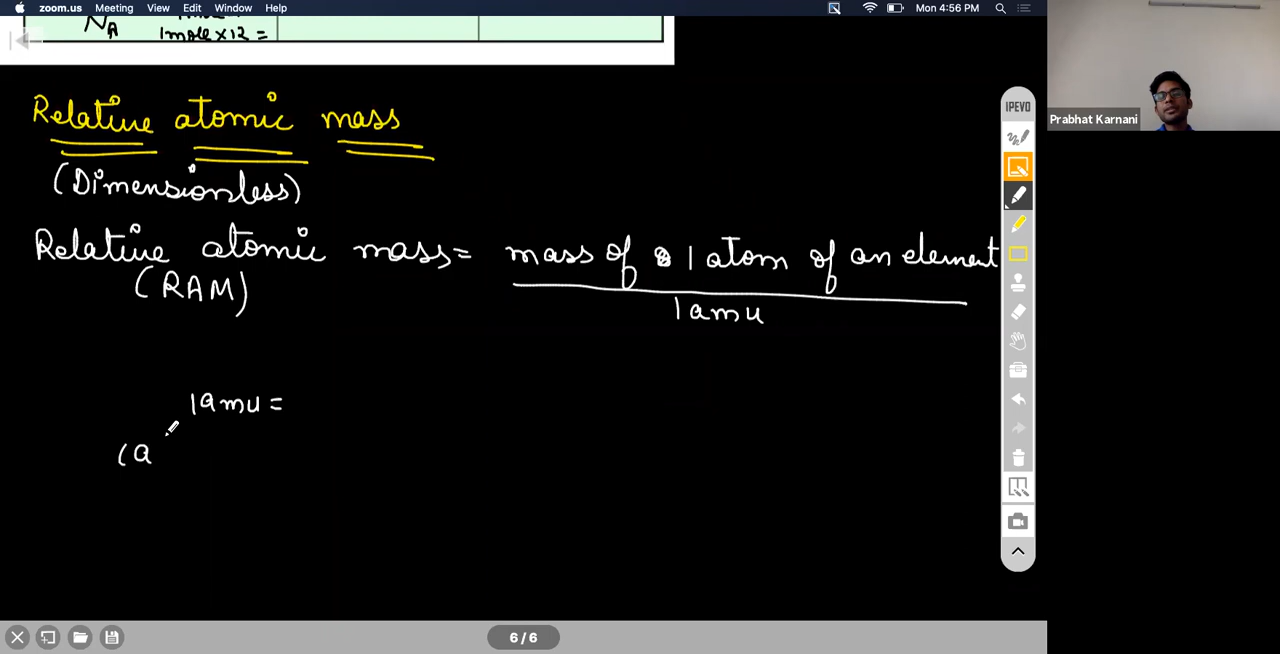 zoom.us Meeting View Edit Window Help Mon 4:56 PM
N_A
1mole×12 =
Prabhat Karnani
IPEVO
Relative atomic mass
(Dimensionless)
Relative atomic mass = mass of 1 atom of an element
(RAM)
1amu
1amu =
(a
6/6